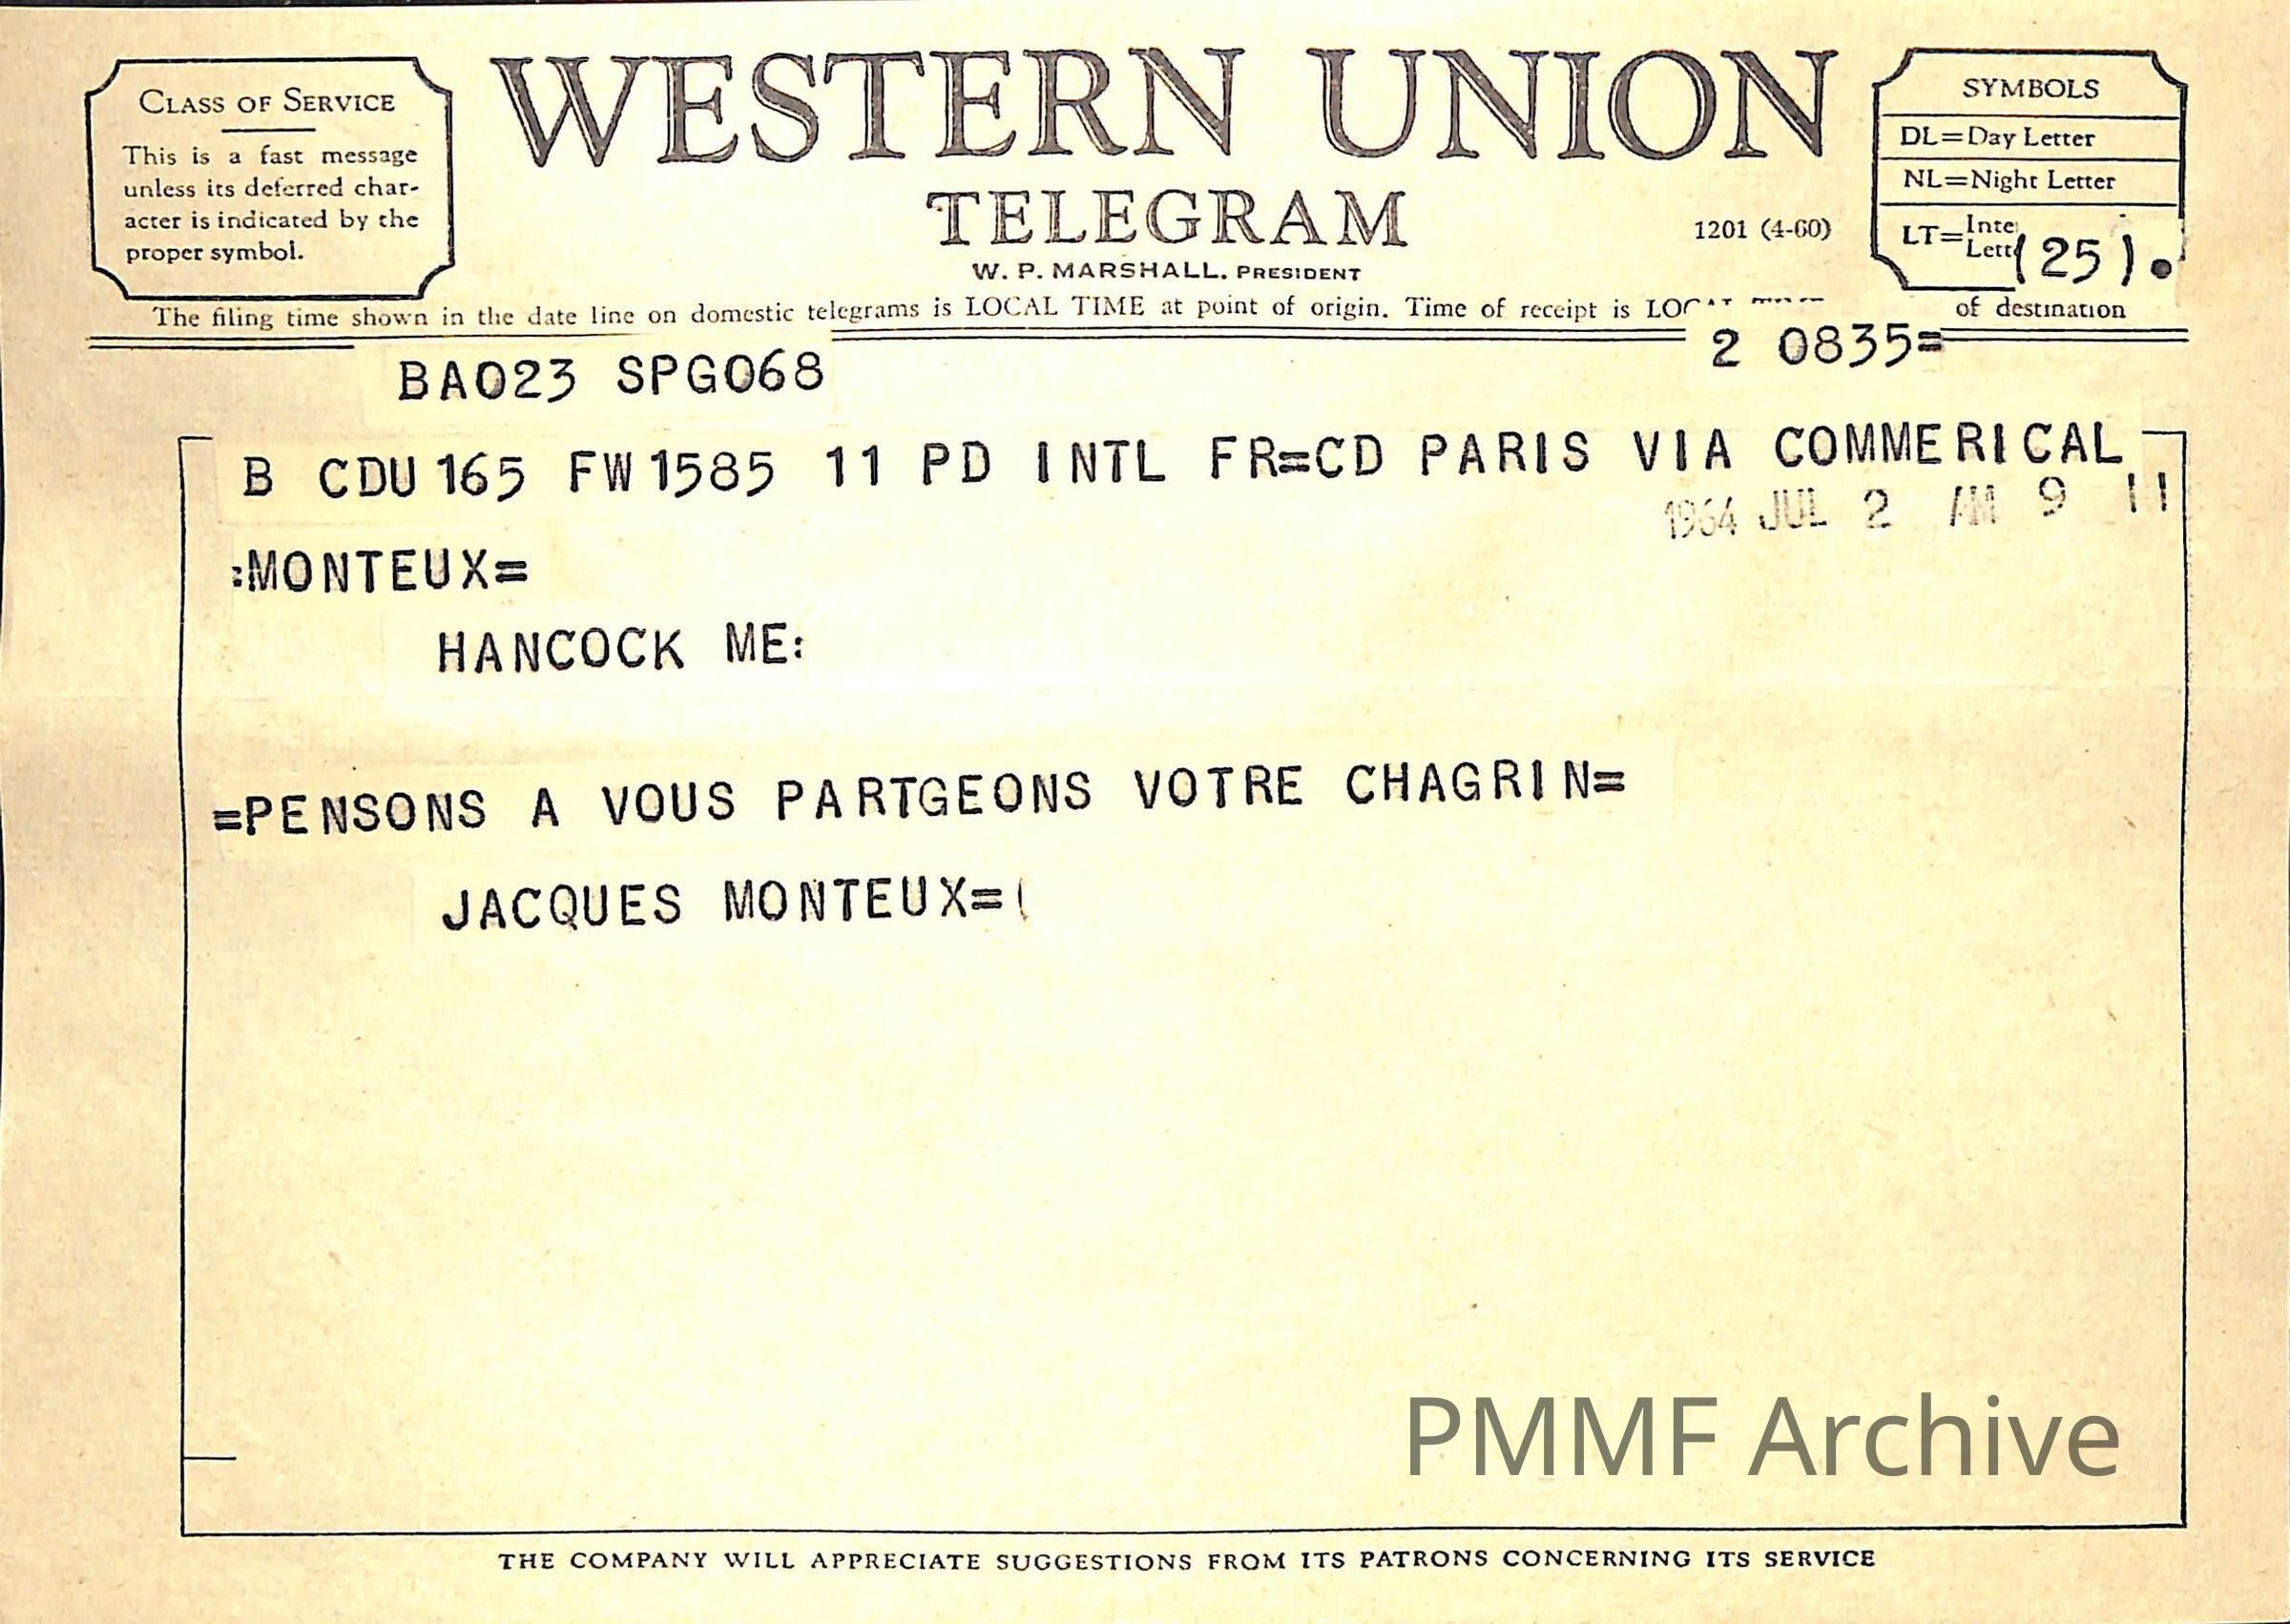 CLASS OF SERVICE
This is a fast message
unless its deferred char-
acter is indicated by the
proper symbol.
WESTERN UNION
TELEGRAM
W. P. MARSHALL, PRESIDENT
1201 (4-60)
SYMBOLS
DL=Day Letter
NL=Night Letter
LT=
(25).
The filing time shown in the date line on domestic telegrams is LOCAL TIME at point of origin. Time of receipt is of destination
2 0835=
BA023 SPG068
B CDU165 FW1585 11 PD INTL FR=CD PARIS VIA COMMERICAL
1964 JUL 2 AM 9 11
:MONTEUX=
HANCOCK ME:
=PENSONS A VOUS PARTGEONS VOTRE CHAGRIN=
JACQUES MONTEUX=(
PMMF Archive
THE COMPANY WILL APPRECIATE SUGGESTIONS FROM ITS PATRONS CONCERNING ITS SERVICE